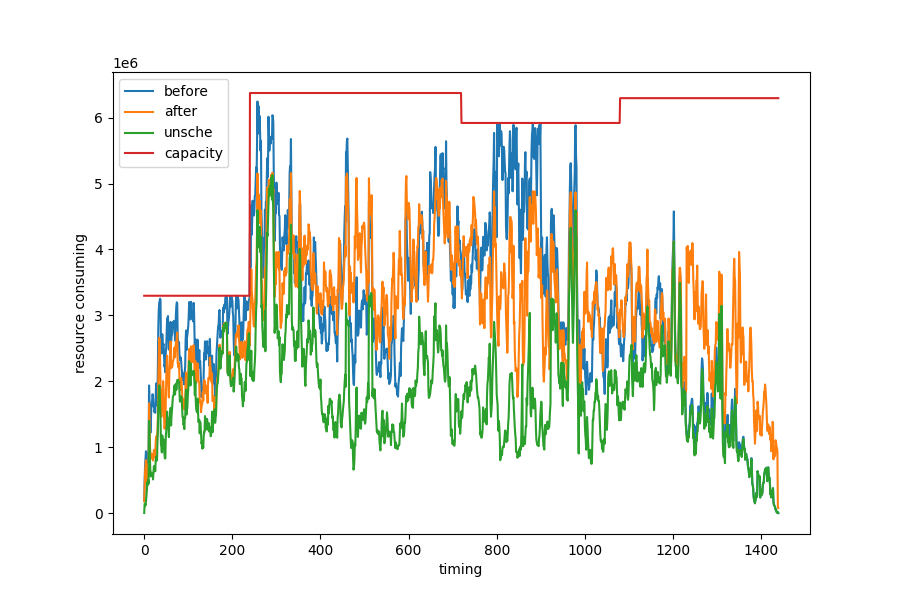 1e6
before
after
unsche
capacity
6
5
4
3
2
1
0
resource consuming
0 200 400 600 800 1000 1200 1400
timing